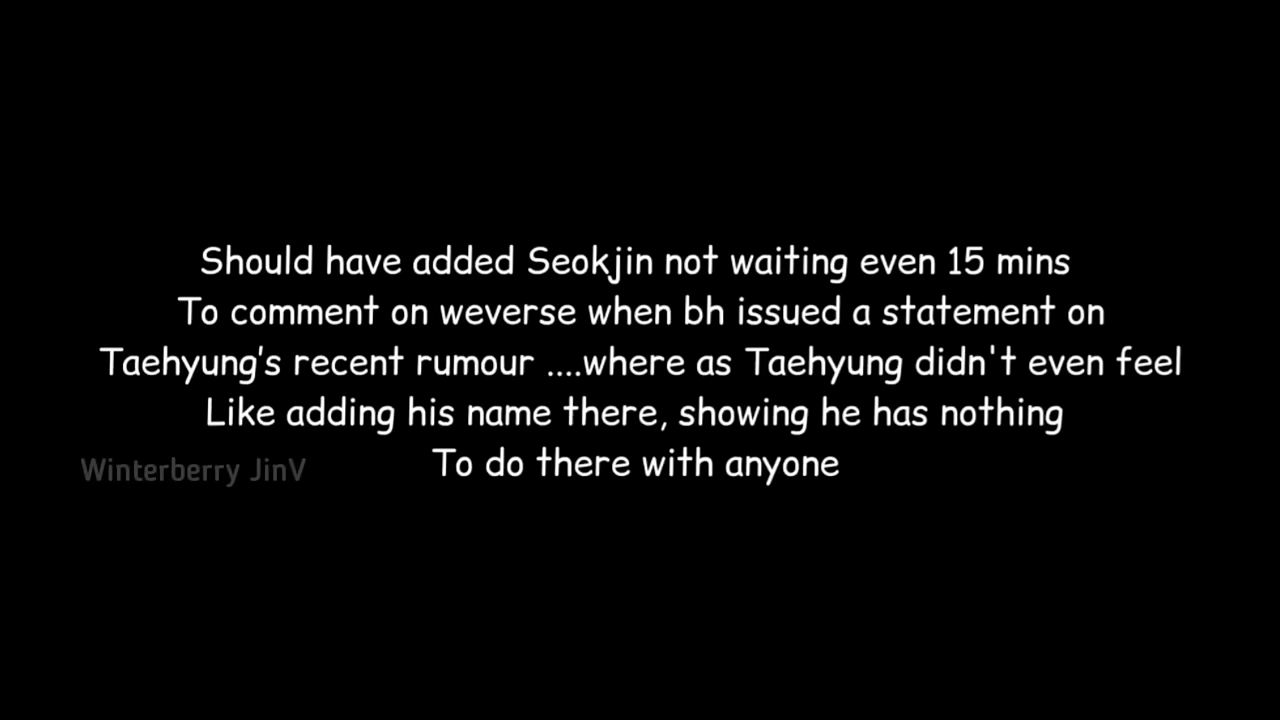 Should have added Seokjin not waiting even 15 mins
To comment on weverse when bh issued a statement on
Taehyung's recent rumour ....where as Taehyung didn't even feel
Like adding his name there, showing he has nothing
To do there with anyone
Winterberry JinV